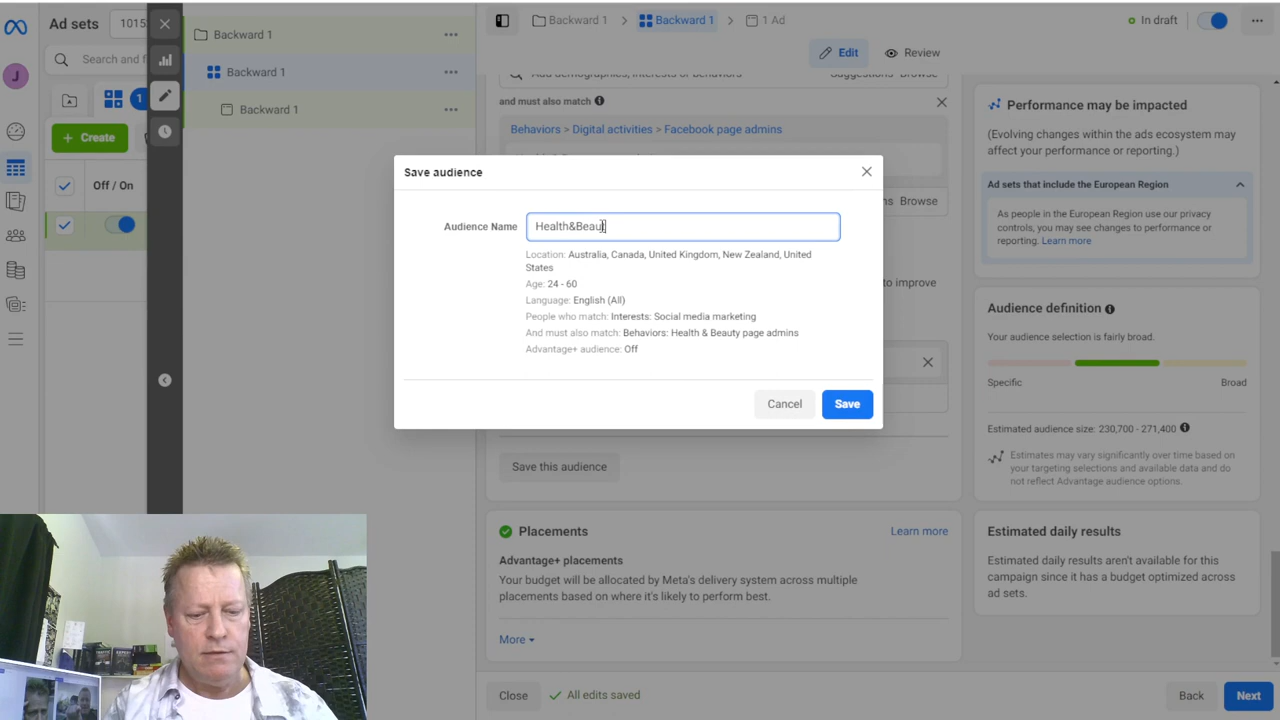 Ad sets
1015
Search and f
1
Create
Off / On
J
Backward 1
Backward 1
Backward 1
Backward 1
Backward 1
1 Ad
In draft
Edit
Review
Add demographics, interests or behaviors
Suggestions
Browse
and must also match
Behaviors > Digital activities > Facebook page admins
Browse
to improve
Save audience
Audience Name
Health&Beau
Location: Australia, Canada, United Kingdom, New Zealand, United
States
Age: 24 - 60
Language: English (All)
People who match: Interests: Social media marketing
And must also match: Behaviors: Health & Beauty page admins
Advantage+ audience: Off
Cancel
Save
Save this audience
Placements
Learn more
Advantage+ placements
Your budget will be allocated by Meta's delivery system across multiple
placements based on where it's likely to perform best.
More
Close
All edits saved
Back
Next
Performance may be impacted
(Evolving changes within the ads ecosystem may
affect your performance or reporting.)
Ad sets that include the European Region
As people in the European Region use our privacy
controls, you may see changes to performance or
reporting. Learn more
Audience definition
Your audience selection is fairly broad.
Specific
Broad
Estimated audience size: 230,700 - 271,400
Estimates may vary significantly over time based on
your targeting selections and available data and do
not reflect Advantage audience options.
Estimated daily results
Estimated daily results aren't available for this
campaign since it has a budget optimized across
ad sets.